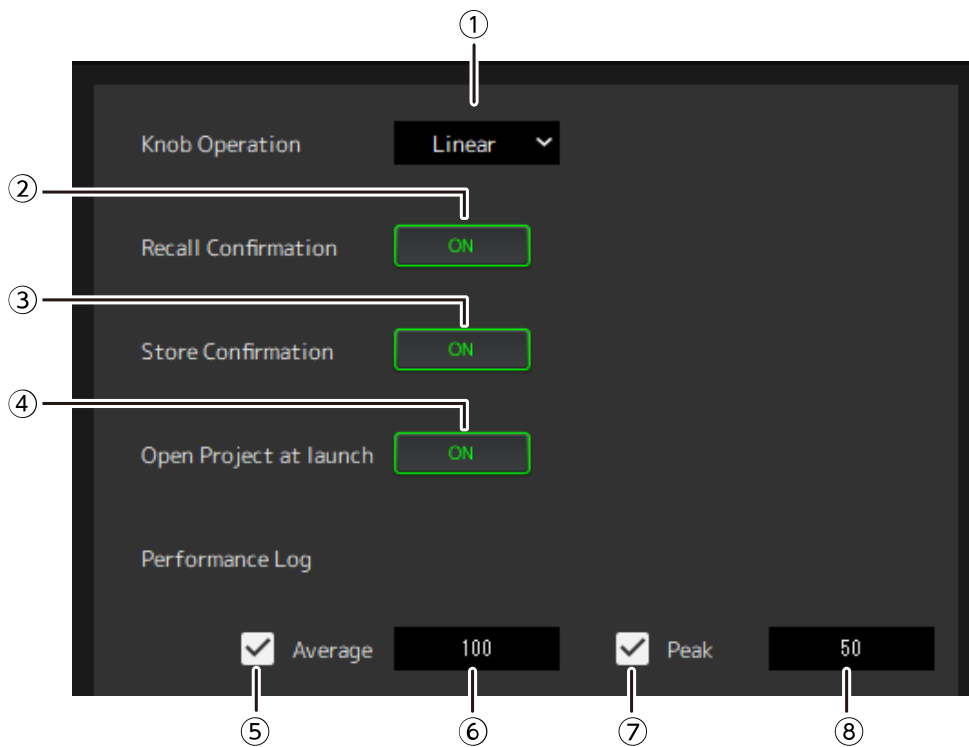 ①
Knob Operation Linear
②
Recall Confirmation ON
③
Store Confirmation ON
④
Open Project at launch ON
Performance Log
Average 100 Peak 50
⑤ ⑥ ⑦ ⑧